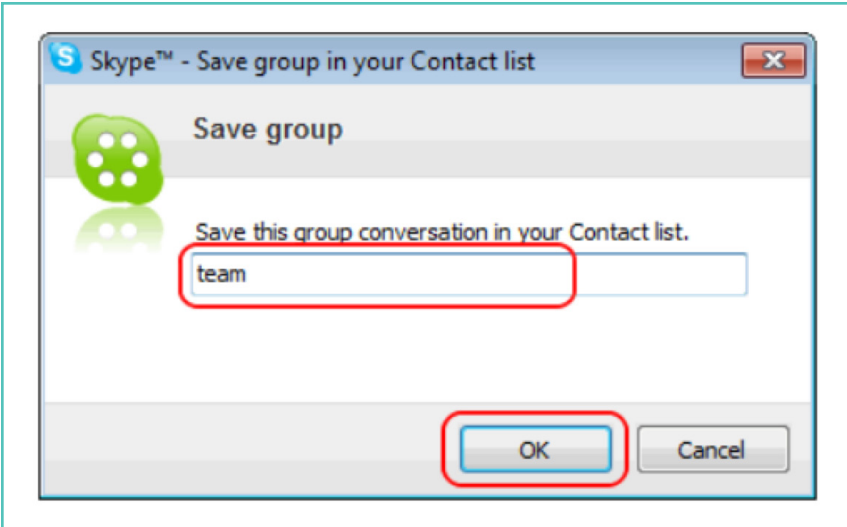 Skype™ - Save group in your Contact list
Save group
Save this group conversation in your Contact list.
team
OK
Cancel